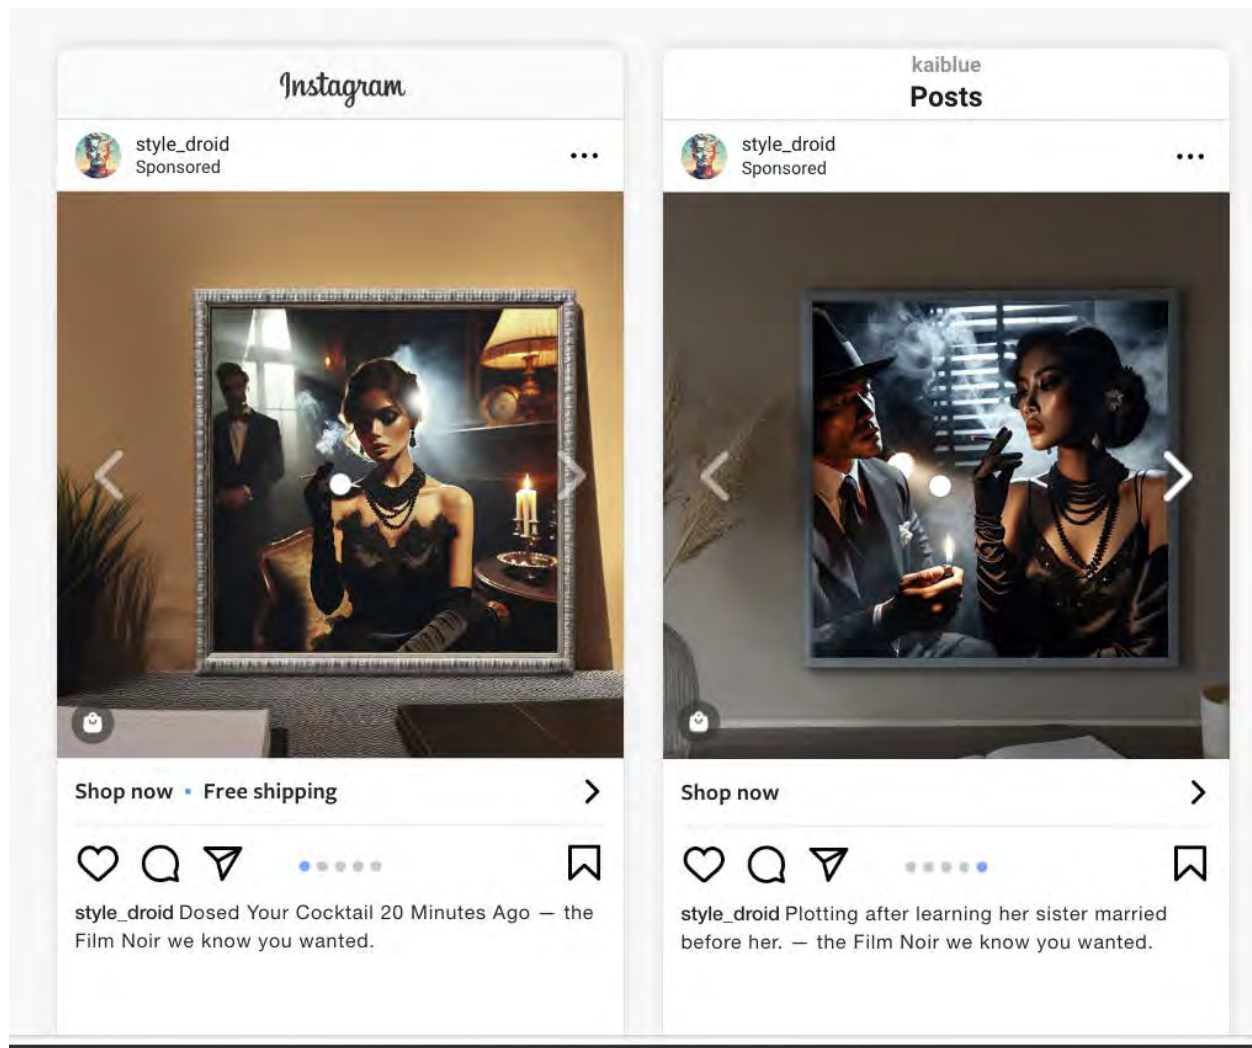 Instagram
style_droid
Sponsored
Shop now • Free shipping
style_droid Dosed Your Cocktail 20 Minutes Ago — the
Film Noir we know you wanted.
kaiblue
Posts
style_droid
Sponsored
Shop now
style_droid Plotting after learning her sister married
before her. — the Film Noir we know you wanted.